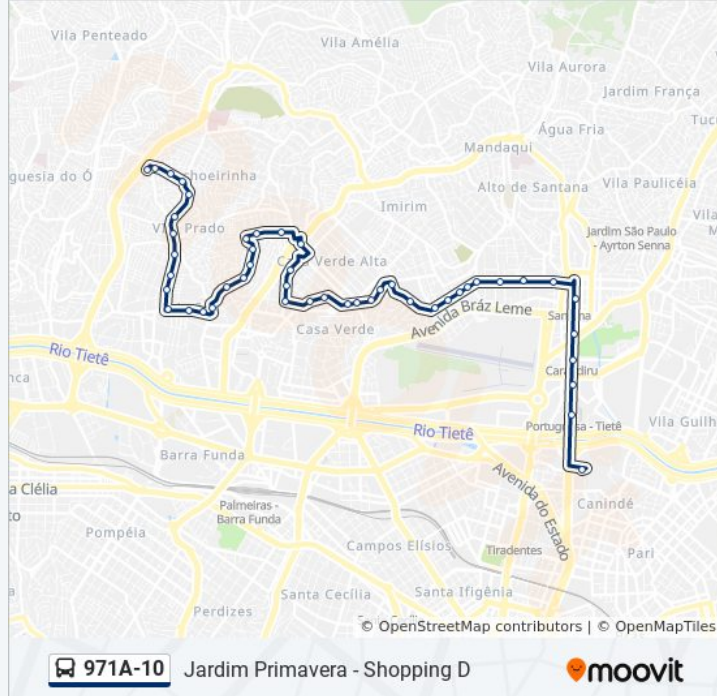 Vila Penteado
Vila Amélia
Vila Aurora
Jardim França
Tucu
Água Fria
Mandaqui
guesia do Ó
choeirinha
Alto de Santana
Vila Paulicéia
Imirim
Vila
M
Jardim São Paulo
- Ayrton Senna
Prado
Verde Alta
Avenida Bráz Leme
Casa Verde
Rio Tietê
nca
Rio Tietê
Portuguesa - Tietê
Vila Guilh
Barra Funda
a Clélia
to
Avenida do Estado
Palmeiras -
Barra Funda
Canindé
Pompéia
Campos Elísios
Tiradentes
Pari
Santa Cecília
Santa Ifigênia
Perdizes
© OpenStreetMap contributors | © OpenMapTiles
971A-10 Jardim Primavera - Shopping D
moovit